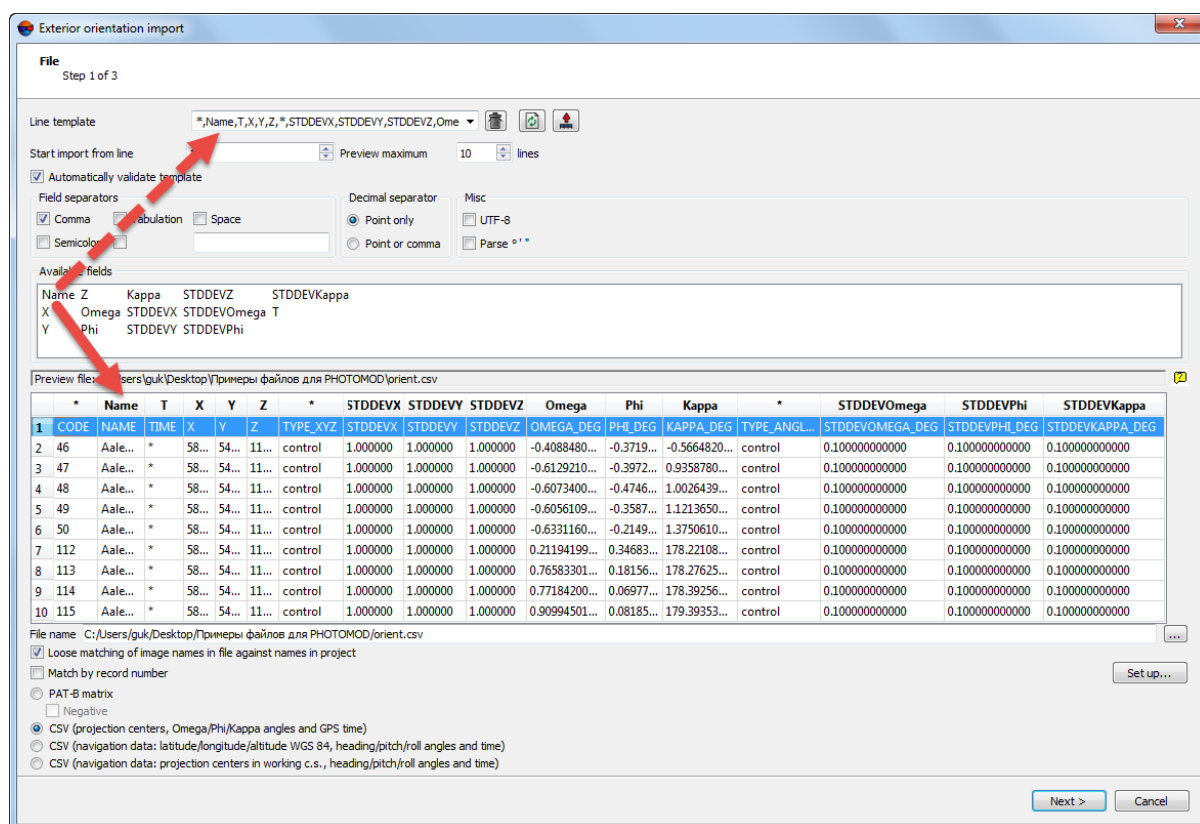 Exterior orientation import
File
Step 1 of 3
Line template *,Name,T,X,Y,Z,*,STDDEVX,STDDEVY,STDDEVZ,Ome
Start import from line Preview maximum 10 lines
Automatically validate template
Field separators Decimal separator Misc
Comma Space Point only UTF-8
Point or comma Parse °'"
fields
Name Z Kappa STDDEVZ STDDEVKappa
X Omega STDDEVX STDDEVOmega T
Y Phi STDDEVY STDDEVPhi
Preview file: \guk\Desktop\Примеры файлов для PHOTOMOD\orient.csv
* Name T X Y Z * STDDEVX STDDEVY STDDEVZ Omega Phi Kappa * STDDEVOmega STDDEVPhi STDDEVKappa
1 CODE NAME TIME X Y Z TYPE_XYZ STDDEVX STDDEVY STDDEVZ OMEGA_DEG PHI_DEG KAPPA_DEG TYPE_ANGL... STDDEVOMEGA_DEG STDDEVPHI_DEG STDDEVKAPPA_DEG
2 46 Aale... * 58... 54... 11... control 1.000000 1.000000 1.000000 -0.4088480... -0.3719... -0.5664820... control 0.100000000000 0.100000000000 0.100000000000
3 47 Aale... * 58... 54... 11... control 1.000000 1.000000 1.000000 -0.6129210... -0.3972... 0.9358780... control 0.100000000000 0.100000000000 0.100000000000
4 48 Aale... * 58... 54... 11... control 1.000000 1.000000 1.000000 -0.6073400... -0.4746... 1.0026439... control 0.100000000000 0.100000000000 0.100000000000
5 49 Aale... * 58... 54... 11... control 1.000000 1.000000 1.000000 -0.6056109... -0.3587... 1.1213650... control 0.100000000000 0.100000000000 0.100000000000
6 50 Aale... * 58... 54... 11... control 1.000000 1.000000 1.000000 -0.6331160... -0.2149... 1.3750610... control 0.100000000000 0.100000000000 0.100000000000
7 112 Aale... * 58... 54... 11... control 1.000000 1.000000 1.000000 0.21194199... 0.34683... 178.22108... control 0.100000000000 0.100000000000 0.100000000000
8 113 Aale... * 58... 54... 11... control 1.000000 1.000000 1.000000 0.76583301... 0.18156... 178.27625... control 0.100000000000 0.100000000000 0.100000000000
9 114 Aale... * 58... 54... 11... control 1.000000 1.000000 1.000000 0.77184200... 0.06977... 178.39256... control 0.100000000000 0.100000000000 0.100000000000
10 115 Aale... * 58... 54... 11... control 1.000000 1.000000 1.000000 0.90994501... 0.08185... 179.39353... control 0.100000000000 0.100000000000 0.100000000000
File name C:/Users/guk/Desktop/Примеры файлов для PHOTOMOD/orient.csv ...
Loose matching of image names in file against names in project
Match by record number Set up...
PAT-B matrix
Negative
CSV (projection centers, Omega/Phi/Kappa angles and GPS time)
CSV (navigation data: latitude/longitude/altitude WGS 84, heading/pitch/roll angles and time)
CSV (navigation data: projection centers in working c.s., heading/pitch/roll angles and time)
Next > Cancel